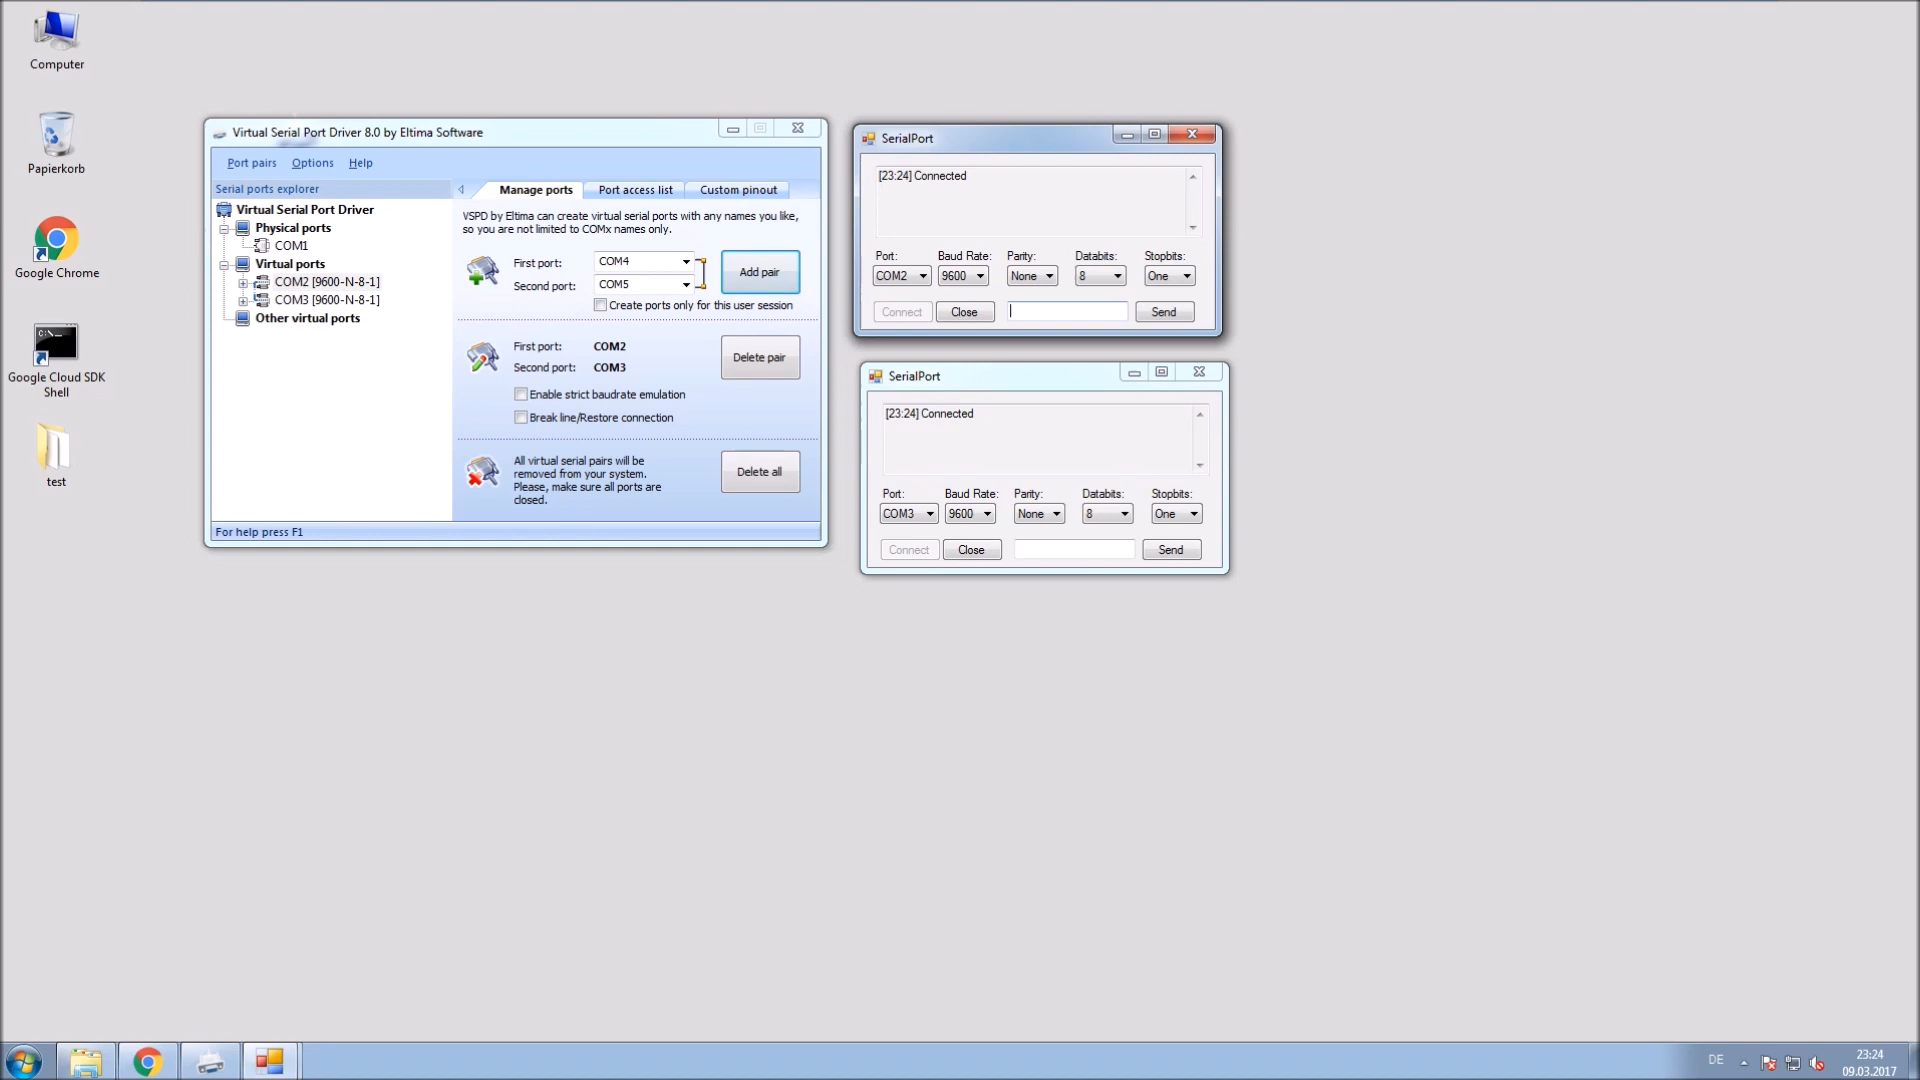 Computer
Papierkorb
Google Chrome
C:\
Google Cloud SDK
Shell
test
Virtual Serial Port Driver 8.0 by Eltima Software
Port pairs Options Help
Serial ports explorer
Virtual Serial Port Driver
Physical ports
COM1
Virtual ports
COM2 [9600-N-8-1]
COM3 [9600-N-8-1]
Other virtual ports
Manage ports Port access list Custom pinout
VSPD by Eltima can create virtual serial ports with any names you like,
so you are not limited to COMx names only.
First port: COM4
Second port: COM5
Add pair
Create ports only for this user session
First port: COM2
Second port: COM3
Delete pair
Enable strict baudrate emulation
Break line/Restore connection
All virtual serial pairs will be
removed from your system.
Please, make sure all ports are
closed.
Delete all
For help press F1
SerialPort
[23:24] Connected
Port: Baud Rate: Parity: Databits: Stopbits:
COM2 9600 None 8 One
Connect Close Send
SerialPort
[23:24] Connected
Port: Baud Rate: Parity: Databits: Stopbits:
COM3 9600 None 8 One
Connect Close Send
DE
23:24
09.03.2017